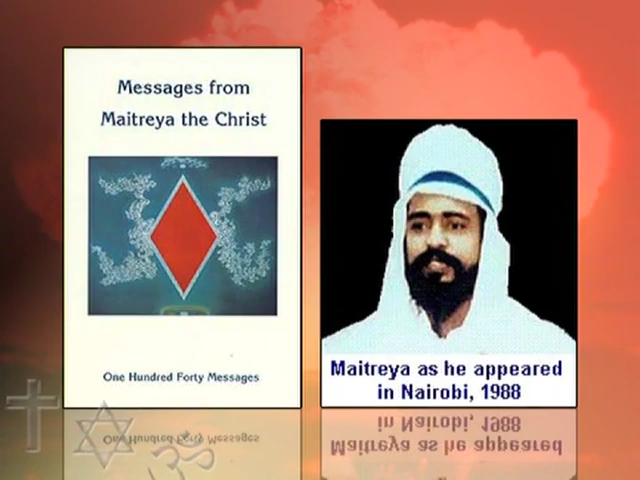 Messages from
Maitreya the Christ
One Hundred Forty Messages
Maitreya as he appeared
in Nairobi, 1988